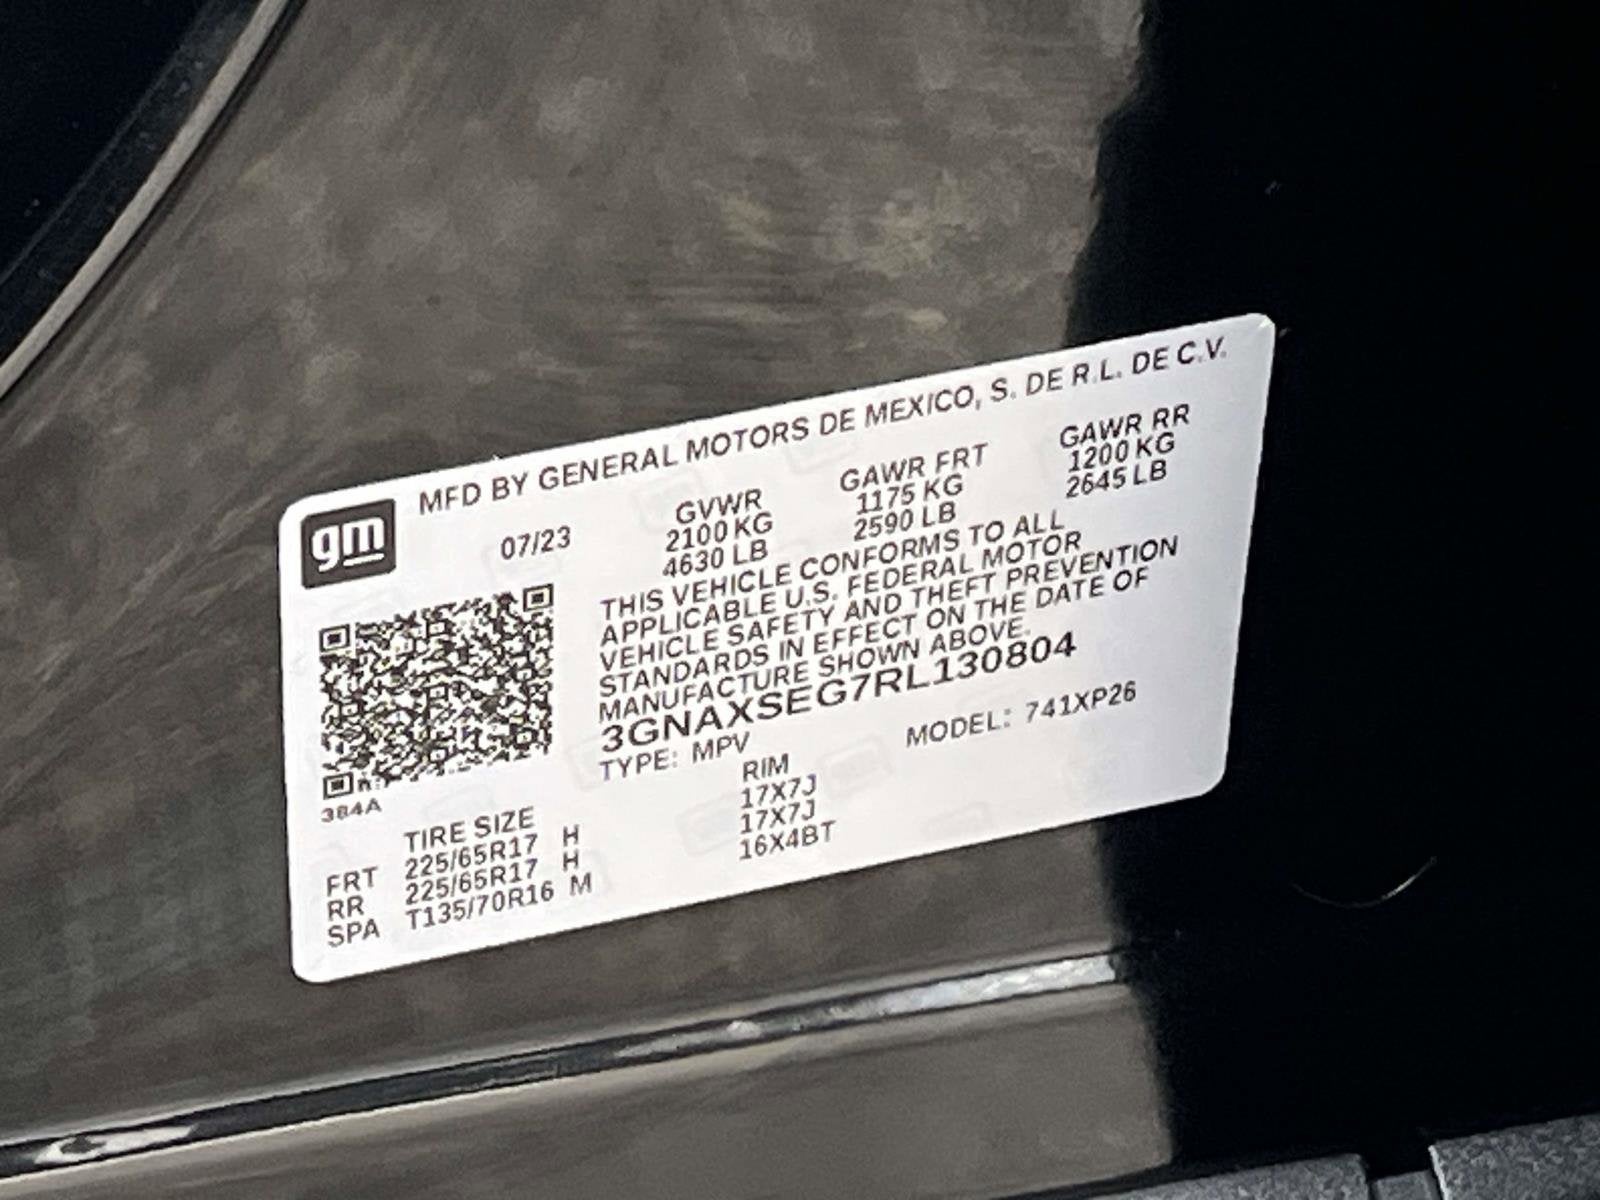 gm
MFD BY GENERAL MOTORS DE MEXICO, S. DE R.L. DE C.V.
07/23
GVWR GAWR FRT GAWR RR
2100 KG 1175 KG 1200 KG
4630 LB 2590 LB 2645 LB
THIS VEHICLE CONFORMS TO ALL
APPLICABLE U.S. FEDERAL MOTOR
VEHICLE SAFETY AND THEFT PREVENTION
STANDARDS IN EFFECT ON THE DATE OF
MANUFACTURE SHOWN ABOVE.
3GNAXSEG7RL130804
TYPE: MPV MODEL: 741XP26
384A
TIRE SIZE RIM
FRT 225/65R17 H 17X7J
RR 225/65R17 H 17X7J
SPA T135/70R16 M 16X4BT